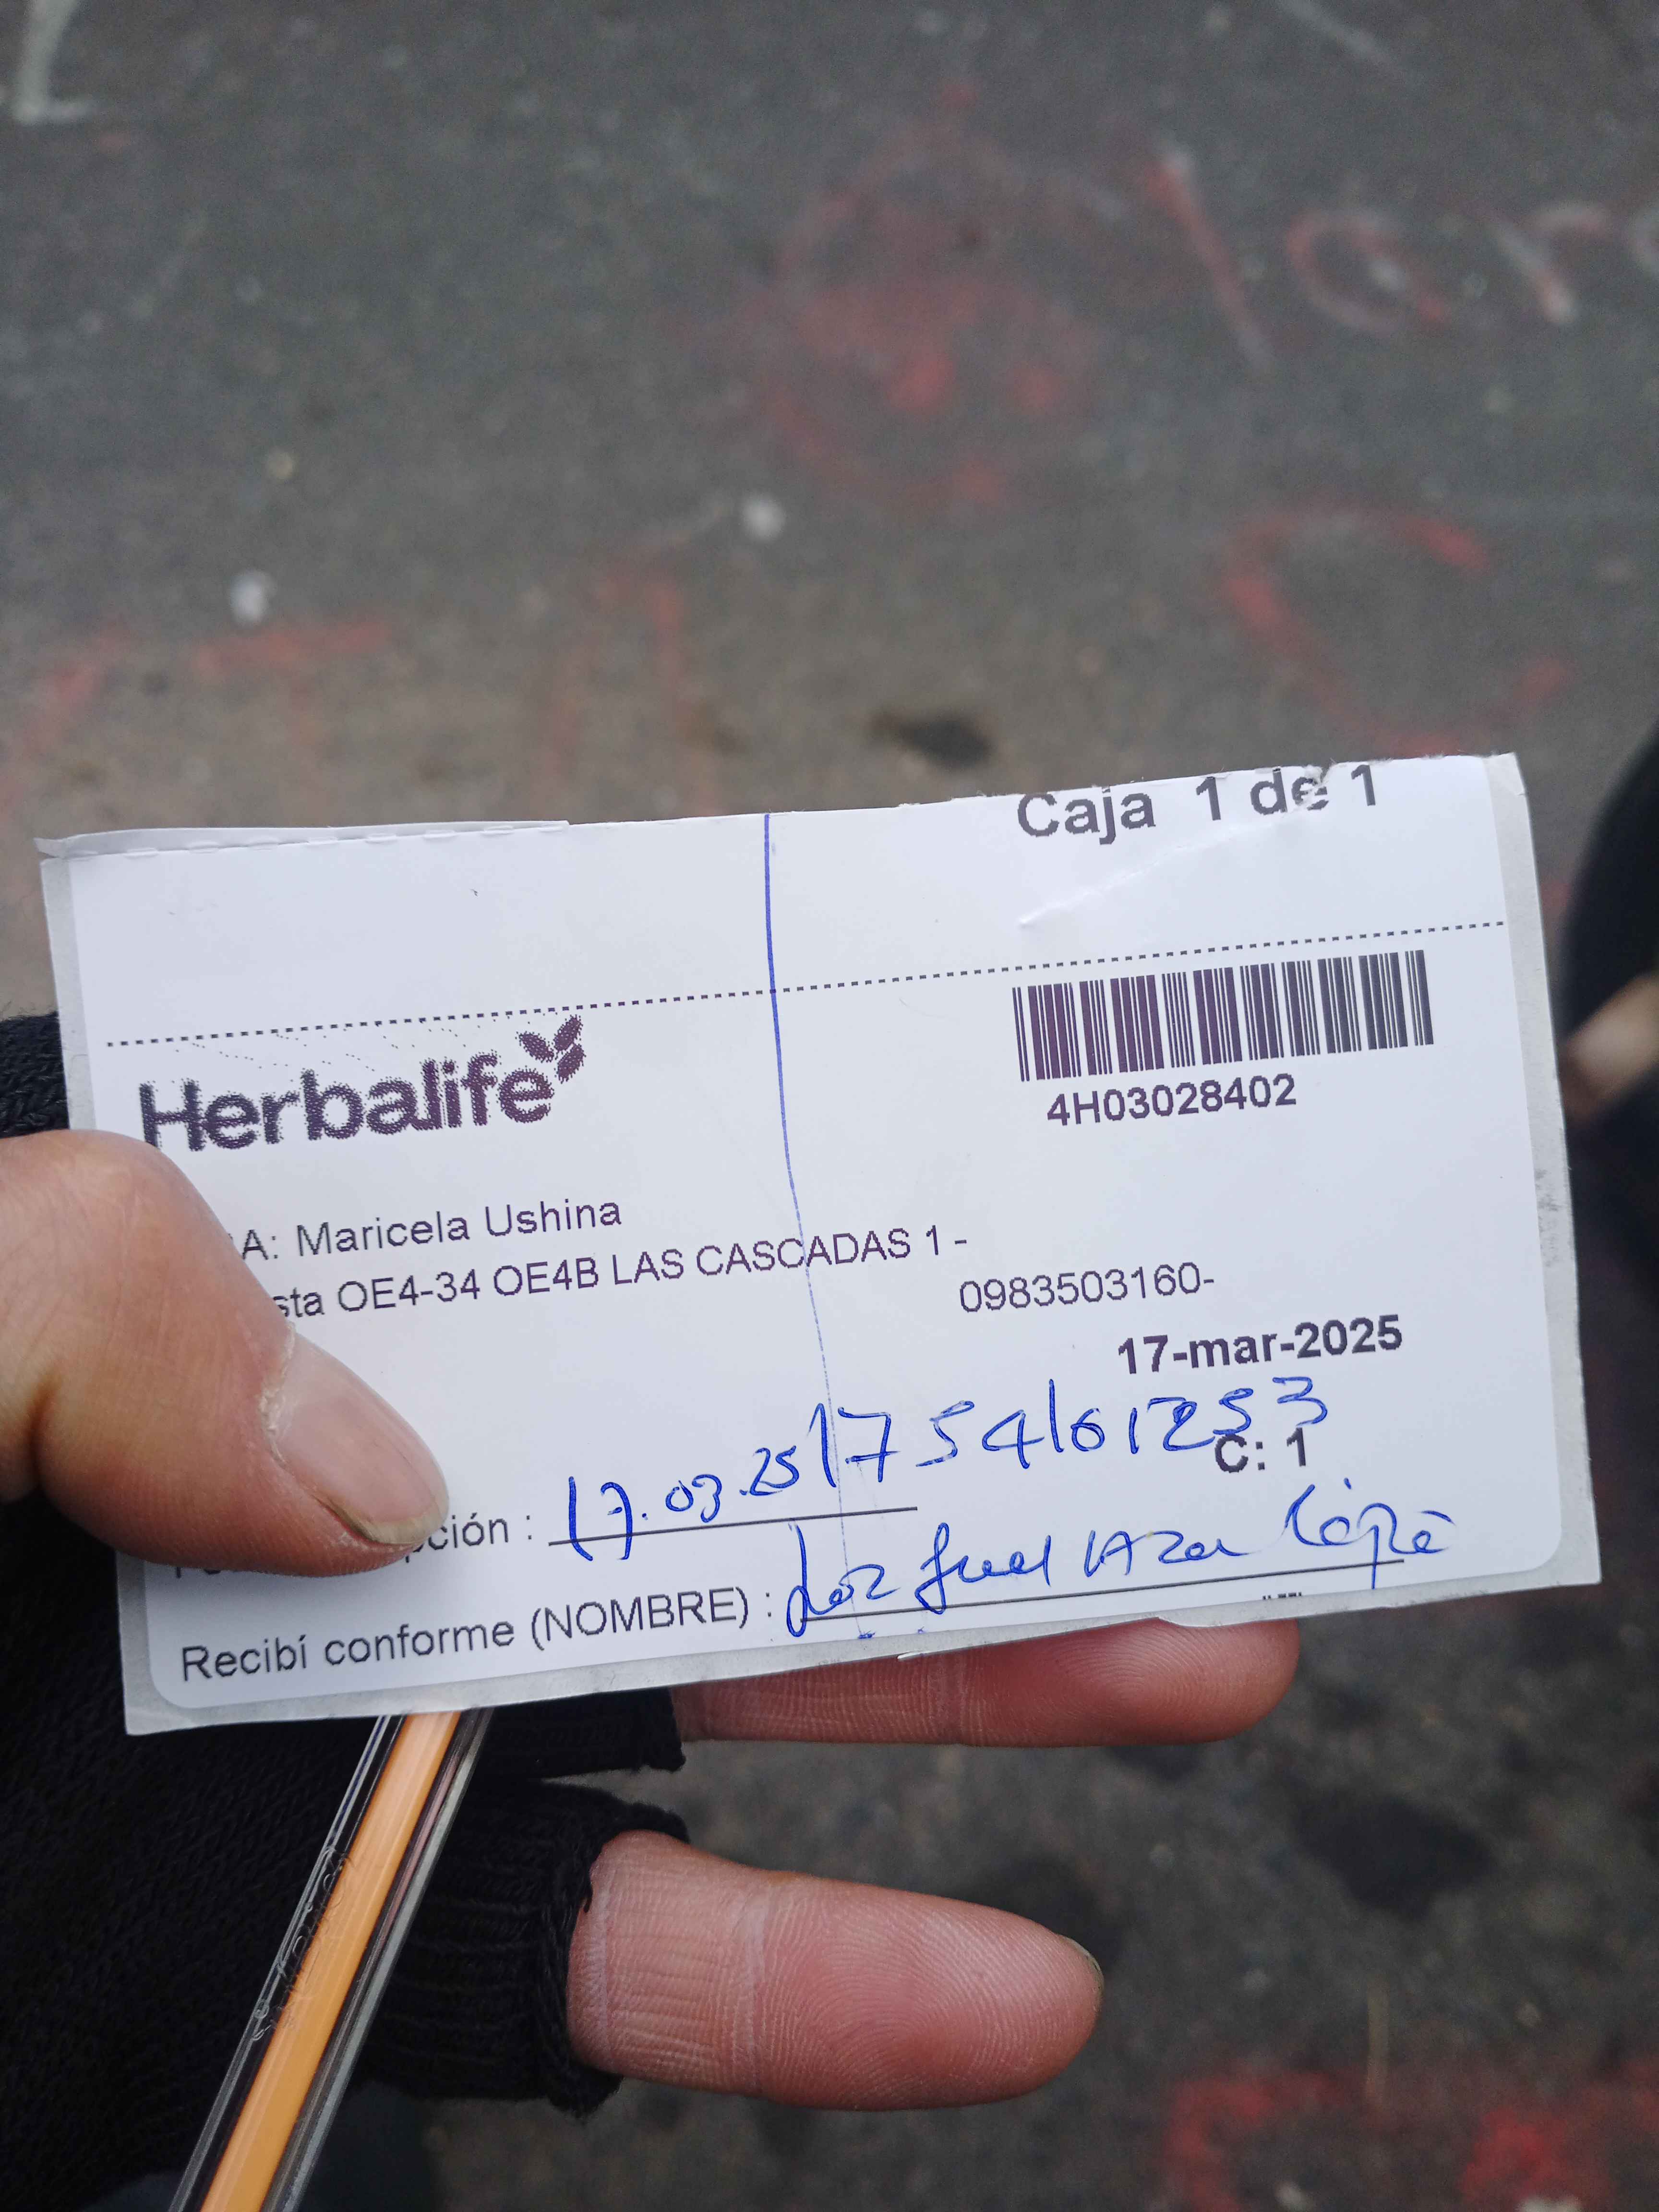 Caja 1 de 1
Herbalife
4H03028402
A: Maricela Ushina
sta OE4-34 OE4B LAS CASCADAS 1 -
0983503160-
17-mar-2025
C: 1
pción : 17.03.25
Recibí conforme (NOMBRE) :